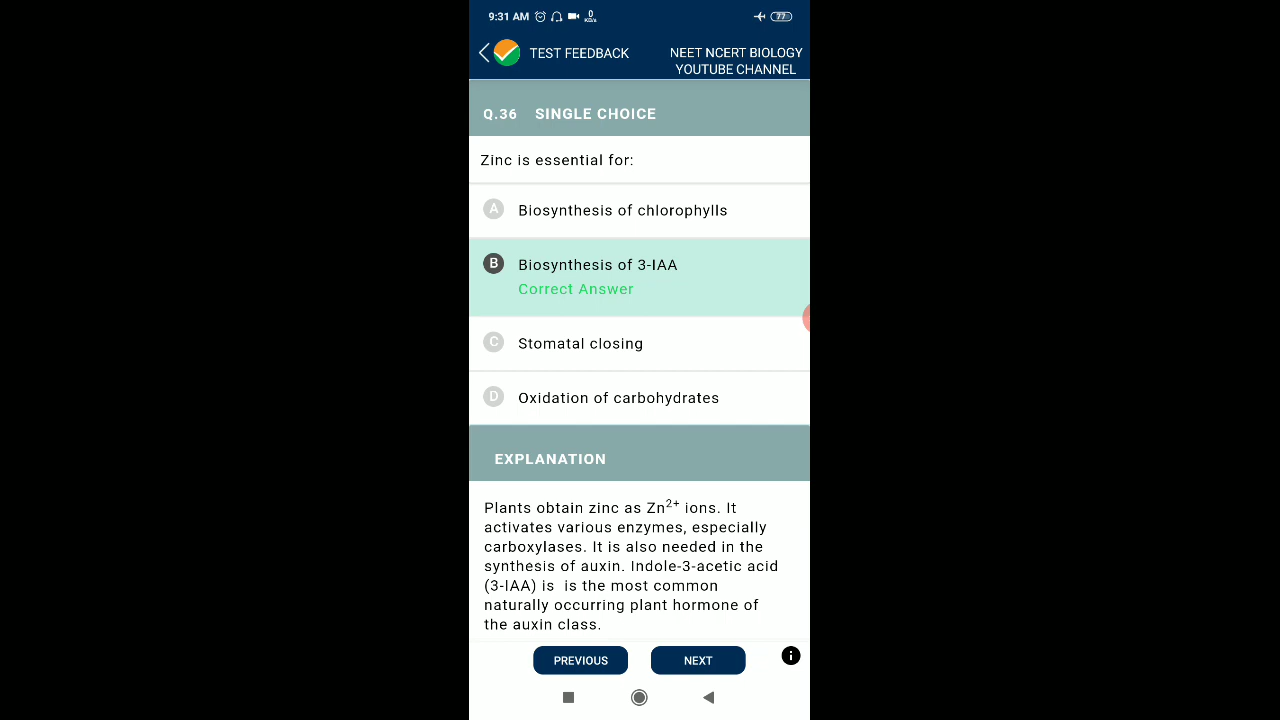 9:31 AM 0 KB/s 77
TEST FEEDBACK NEET NCERT BIOLOGY
YOUTUBE CHANNEL
Q.36 SINGLE CHOICE
Zinc is essential for:
A Biosynthesis of chlorophylls
B Biosynthesis of 3-IAA
Correct Answer
C Stomatal closing
D Oxidation of carbohydrates
EXPLANATION
Plants obtain zinc as Zn²⁺ ions. It
activates various enzymes, especially
carboxylases. It is also needed in the
synthesis of auxin. Indole-3-acetic acid
(3-IAA) is is the most common
naturally occurring plant hormone of
the auxin class.
PREVIOUS NEXT